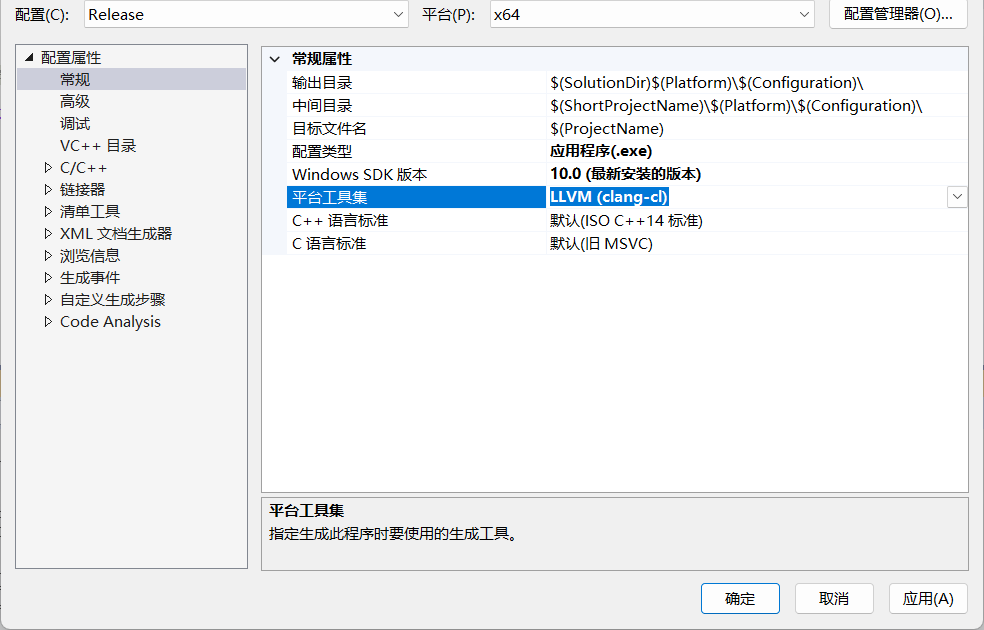 配置(C): Release 平台(P): x64 配置管理器(O)...
配置属性
常规
高级
调试
VC++ 目录
C/C++
链接器
清单工具
XML 文档生成器
浏览信息
生成事件
自定义生成步骤
Code Analysis
常规属性
输出目录 $(SolutionDir)$(Platform)\$(Configuration)\
中间目录 $(ShortProjectName)\$(Platform)\$(Configuration)\
目标文件名 $(ProjectName)
配置类型 应用程序(.exe)
Windows SDK 版本 10.0 (最新安装的版本)
平台工具集 LLVM (clang-cl)
C++ 语言标准 默认(ISO C++14 标准)
C 语言标准 默认(旧 MSVC)
平台工具集
指定生成此程序时要使用的生成工具。
确定 取消 应用(A)